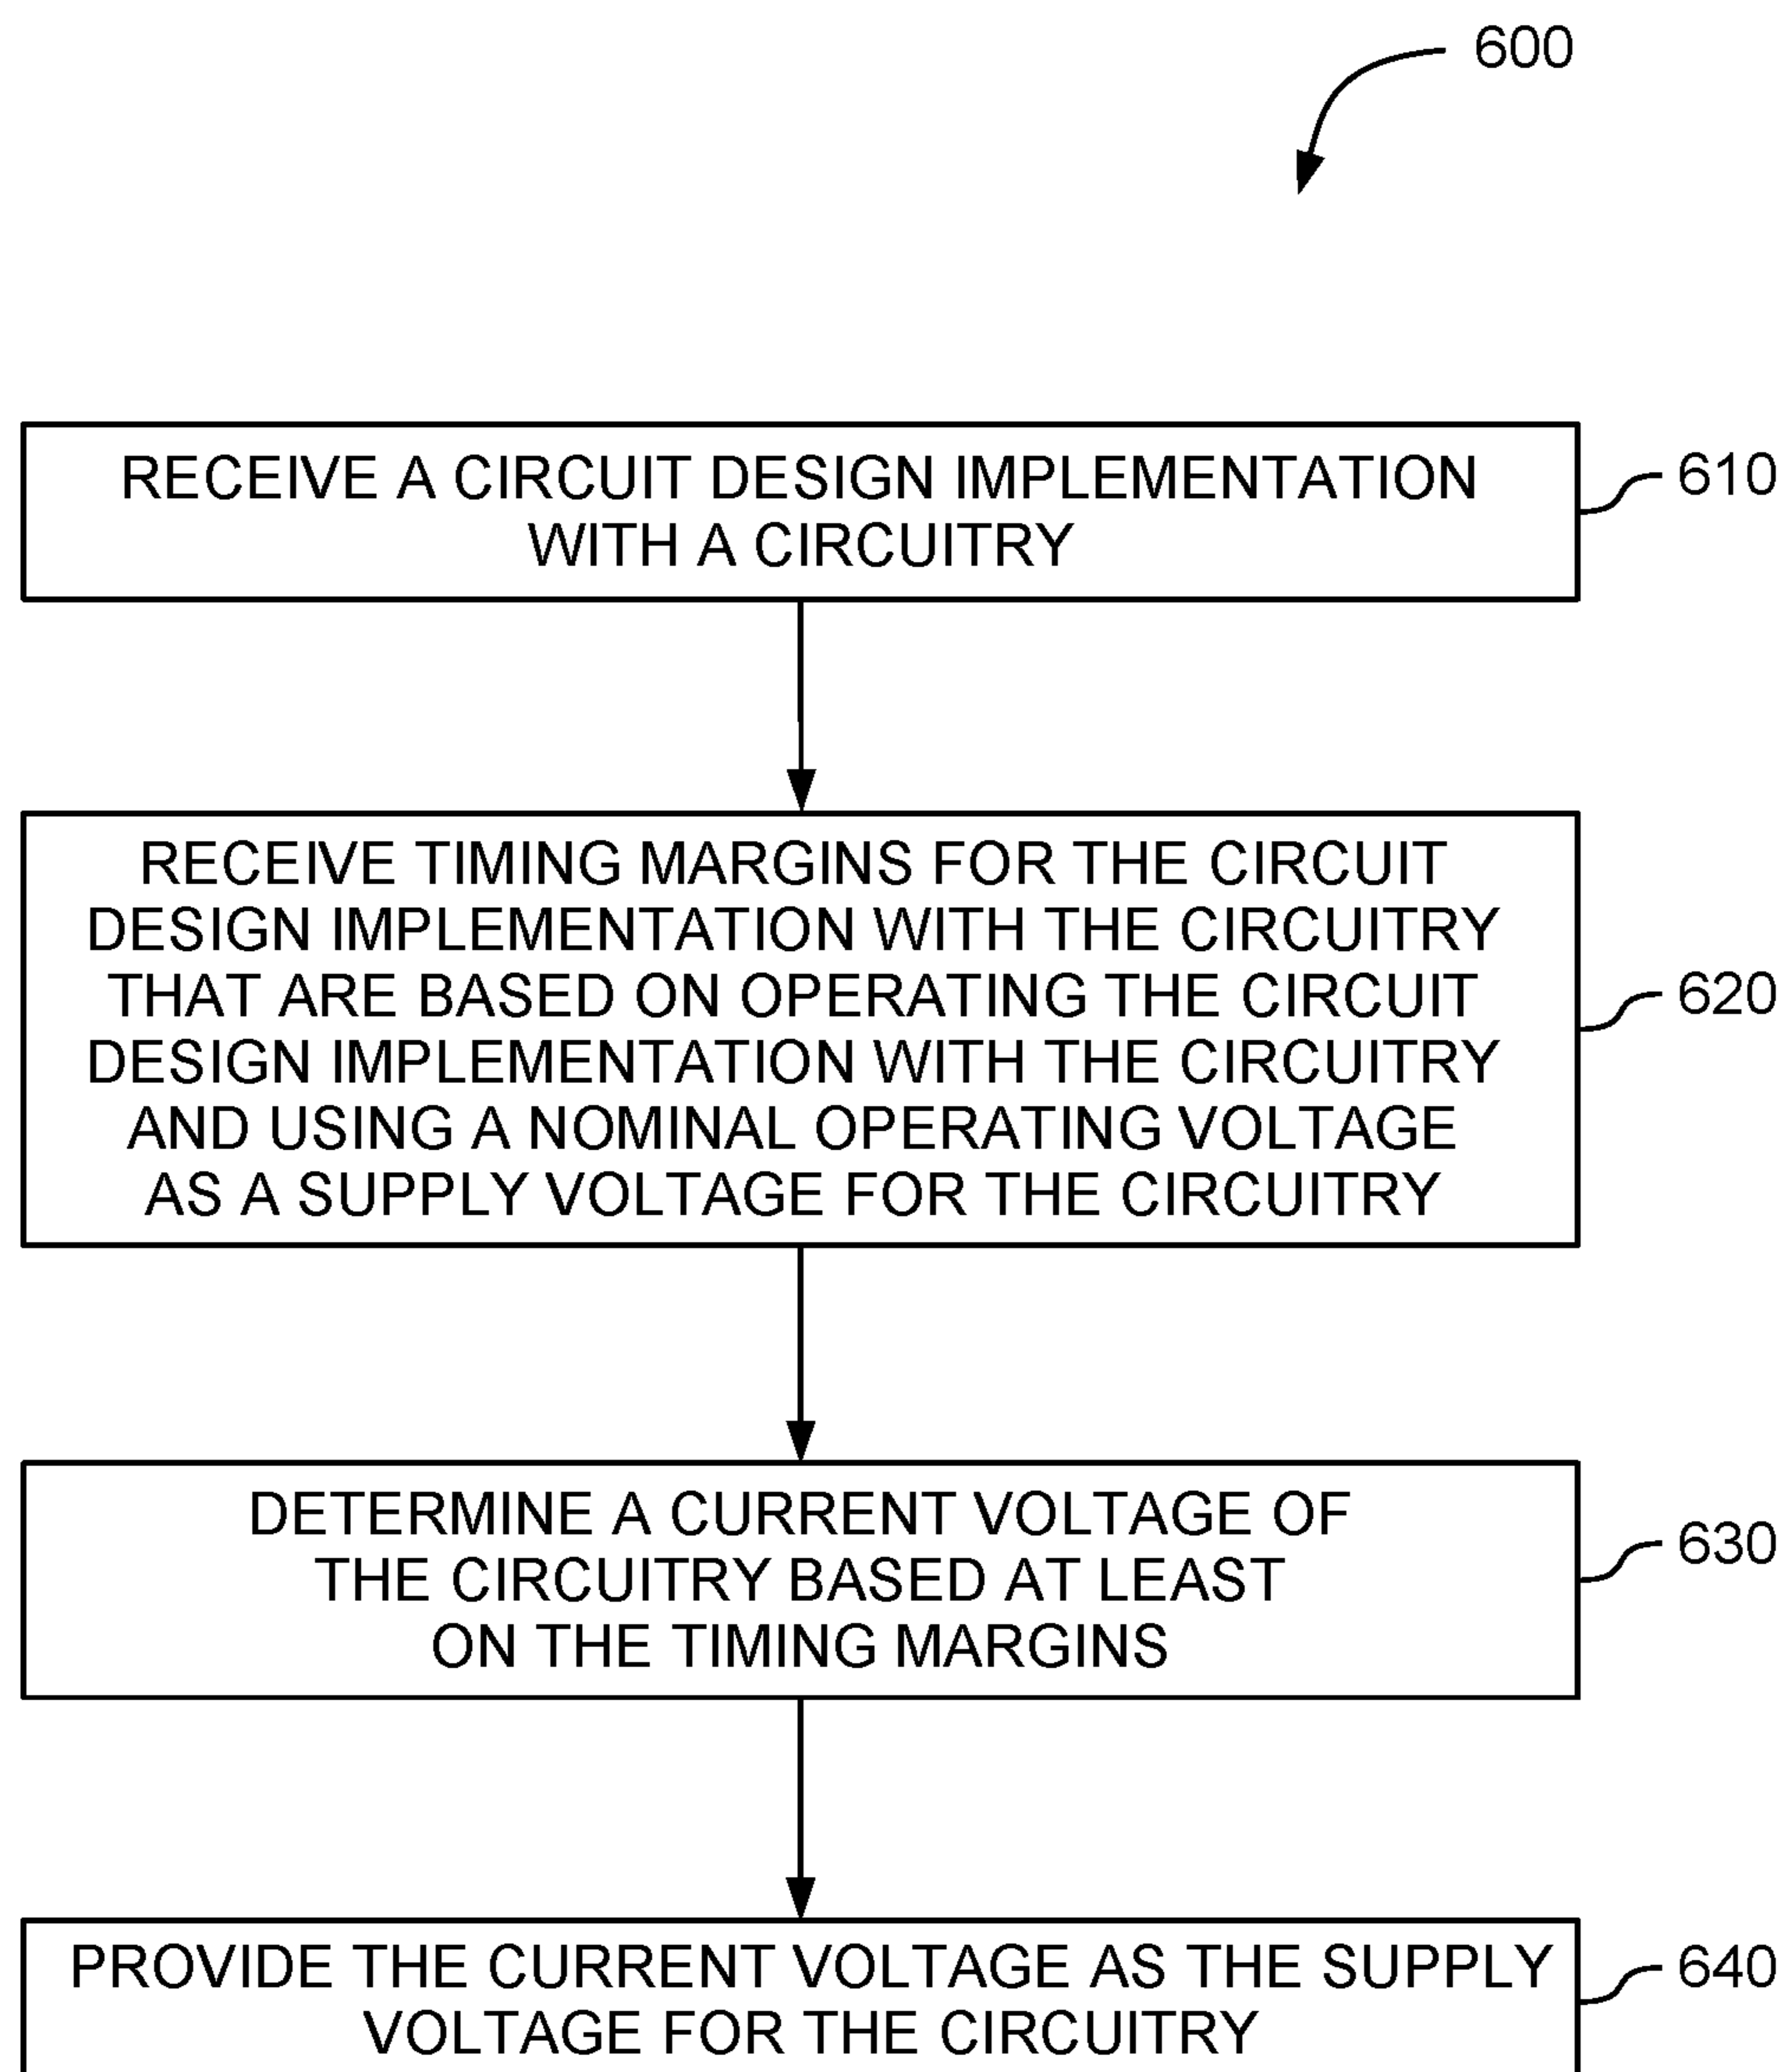 600
RECEIVE A CIRCUIT DESIGN IMPLEMENTATION
WITH A CIRCUITRY
610
RECEIVE TIMING MARGINS FOR THE CIRCUIT
DESIGN IMPLEMENTATION WITH THE CIRCUITRY
THAT ARE BASED ON OPERATING THE CIRCUIT
DESIGN IMPLEMENTATION WITH THE CIRCUITRY
AND USING A NOMINAL OPERATING VOLTAGE
AS A SUPPLY VOLTAGE FOR THE CIRCUITRY
620
DETERMINE A CURRENT VOLTAGE OF
THE CIRCUITRY BASED AT LEAST
ON THE TIMING MARGINS
630
PROVIDE THE CURRENT VOLTAGE AS THE SUPPLY
VOLTAGE FOR THE CIRCUITRY
640